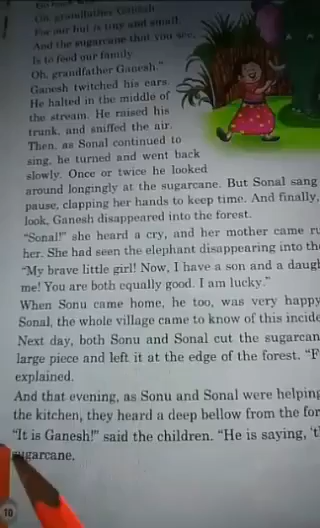 Oh, grandfather Ganesh
For our hut is tiny and small.
And the sugarcane that you see,
Is to feed our family.
Oh, grandfather Ganesh."
Ganesh twitched his ears.
He halted in the middle of
the stream. He raised his
trunk, and sniffed the air.
Then, as Sonal continued to
sing, he turned and went back
slowly. Once or twice he looked
around longingly at the sugarcane. But Sonal sang
pause, clapping her hands to keep time. And finally,
look, Ganesh disappeared into the forest.
"Sonal!" she heard a cry, and her mother came ru
her. She had seen the elephant disappearing into the
"My brave little girl! Now, I have a son and a daugh
me! You are both equally good. I am lucky."
When Sonu came home, he too, was very happy
Sonal, the whole village came to know of this incide
Next day, both Sonu and Sonal cut the sugarcan
large piece and left it at the edge of the forest. "F
explained.
And that evening, as Sonu and Sonal were helping
the kitchen, they heard a deep bellow from the for
"It is Ganesh!" said the children. "He is saying, 't
sugarcane.
10